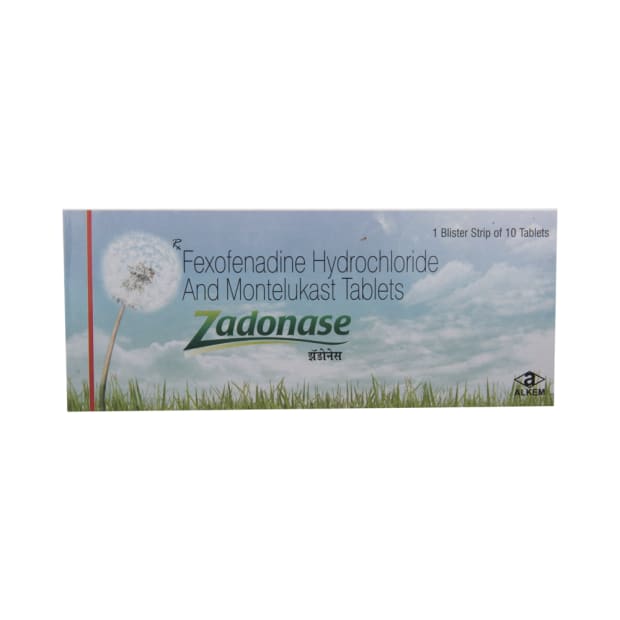 1 Blister Strip of 10 Tablets
Rx
Fexofenadine Hydrochloride
And Montelukast Tablets
Zadonase
झॅडोनेस
a
ALKEM